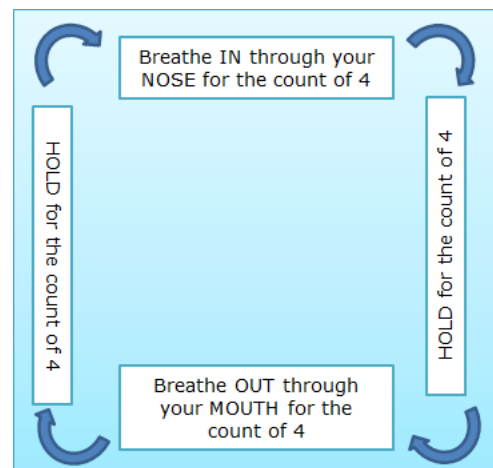 Breathe IN through your
NOSE for the count of 4
HOLD for the count of 4
Breathe OUT through
your MOUTH for the
count of 4
HOLD for the count of 4